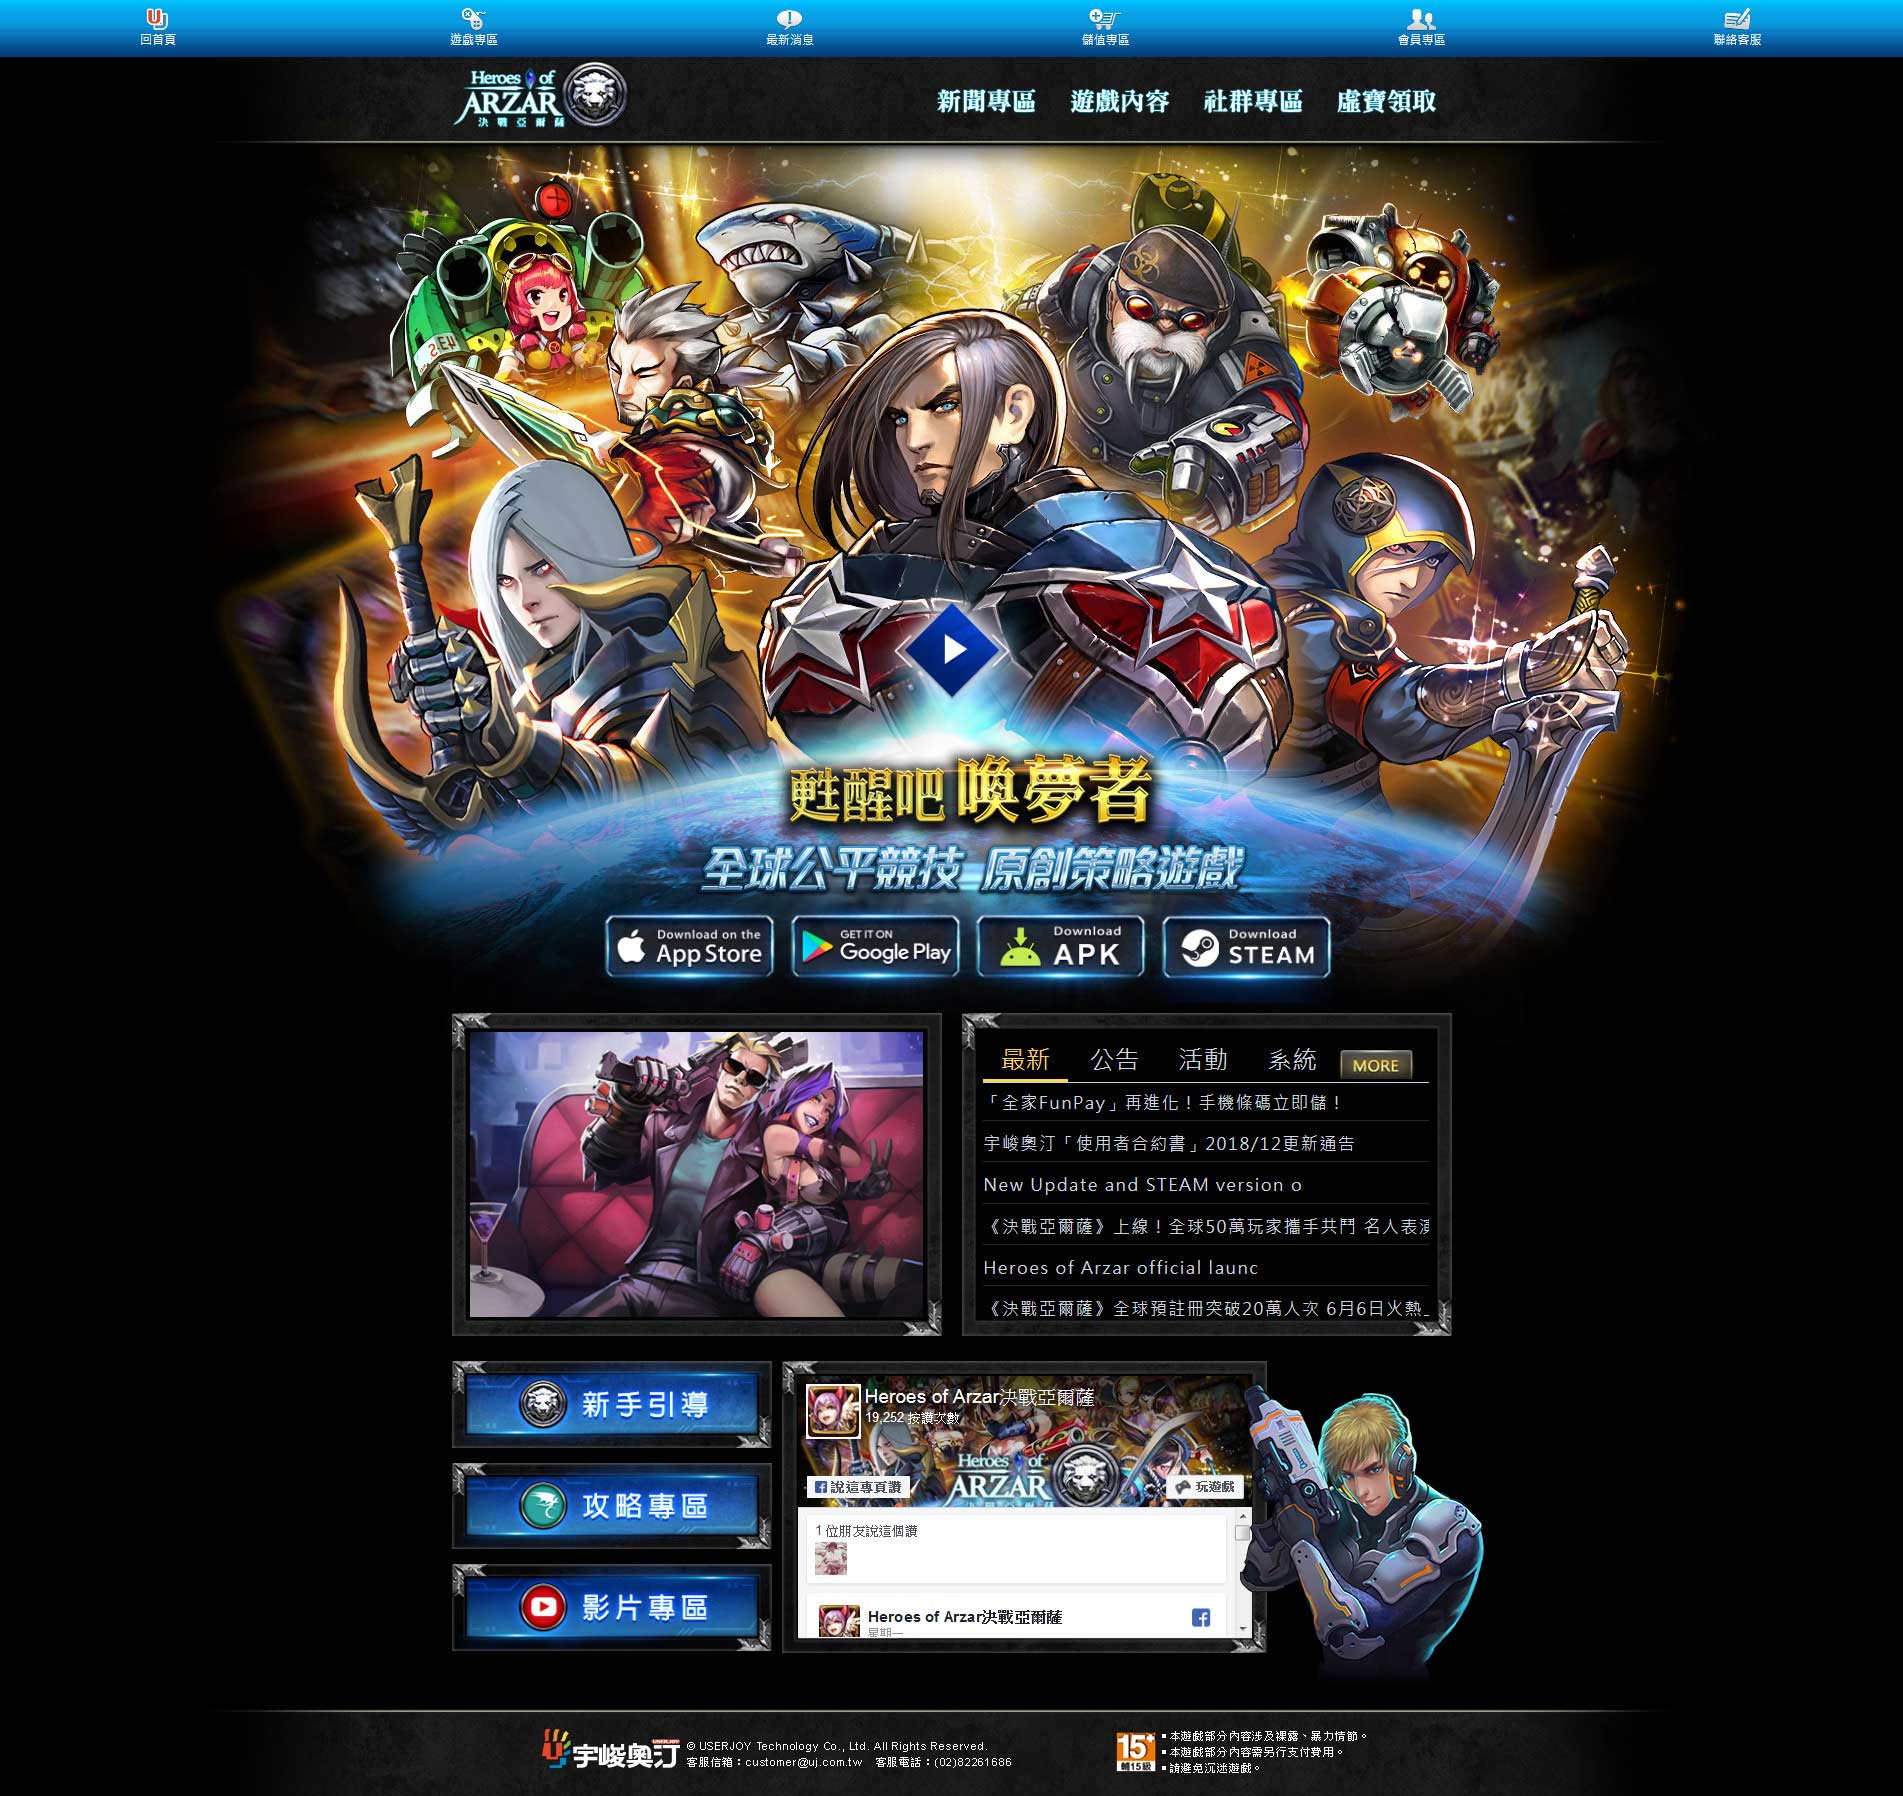 回首頁
遊戲專區
最新消息
儲值專區
會員專區
聯絡客服
Heroes of
ARZAR
決戰亞爾薩
新聞專區 遊戲內容 社群專區 虛寶領取
甦醒吧 喚夢者
全球公平競技 原創策略遊戲
Download on the
App Store
GET IT ON
Google Play
Download
APK
Download
STEAM
最新 公告 活動 系統 MORE
「全家FunPay」再進化！手機條碼立即儲！
宇峻奧汀「使用者合約書」2018/12更新通告
New Update and STEAM version o
《決戰亞爾薩》上線！全球50萬玩家攜手共鬥 名人表演
Heroes of Arzar official launc
《決戰亞爾薩》全球預註冊突破20萬人次 6月6日火熱上
新手引導
攻略專區
影片專區
Heroes of Arzar決戰亞爾薩
19,252 按讚次數
Heroes of
ARZAR
說這專頁讚
玩遊戲
1 位朋友說這個讚
Heroes of Arzar決戰亞爾薩
星期一
USERJOY
宇峻奧汀
© USERJOY Technology Co., Ltd. All Rights Reserved.
客服信箱：customer@uj.com.tw 客服電話：(02)82261686
15+
輔15級
▪本遊戲部分內容涉及裸露、暴力情節。
▪本遊戲部分內容需另行支付費用。
▪請避免沉迷遊戲。